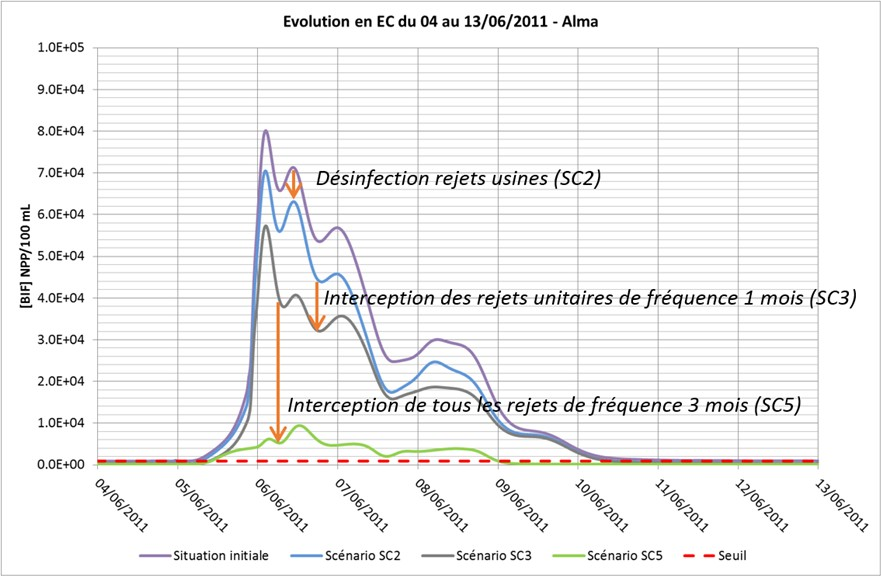 Evolution en EC du 04 au 13/06/2011 - Alma
[BIF] NPP/100 mL
1.0E+05
9.0E+04
8.0E+04
7.0E+04
6.0E+04
5.0E+04
4.0E+04
3.0E+04
2.0E+04
1.0E+04
0.0E+00
Désinfection rejets usines (SC2)
Interception des rejets unitaires de fréquence 1 mois (SC3)
Interception de tous les rejets de fréquence 3 mois (SC5)
04/06/2011
05/06/2011
06/06/2011
07/06/2011
08/06/2011
09/06/2011
10/06/2011
11/06/2011
12/06/2011
13/06/2011
Situation initiale
Scénario SC2
Scénario SC3
Scénario SC5
Seuil